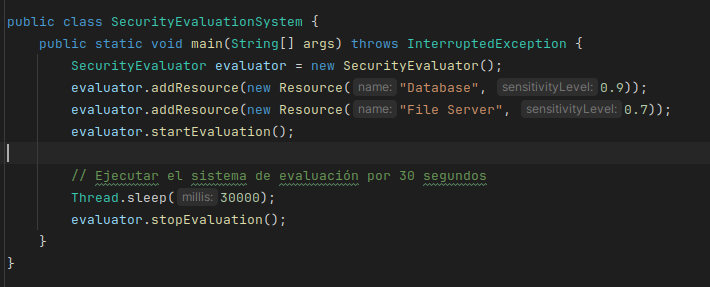 public class SecurityEvaluationSystem {
public static void main(String[] args) throws InterruptedException {
SecurityEvaluator evaluator = new SecurityEvaluator();
evaluator.addResource(new Resource( name: "Database", sensitivityLevel: 0.9));
evaluator.addResource(new Resource( name: "File Server", sensitivityLevel: 0.7));
evaluator.startEvaluation();
// Ejecutar el sistema de evaluación por 30 segundos
Thread.sleep( millis: 30000);
evaluator.stopEvaluation();
}
}